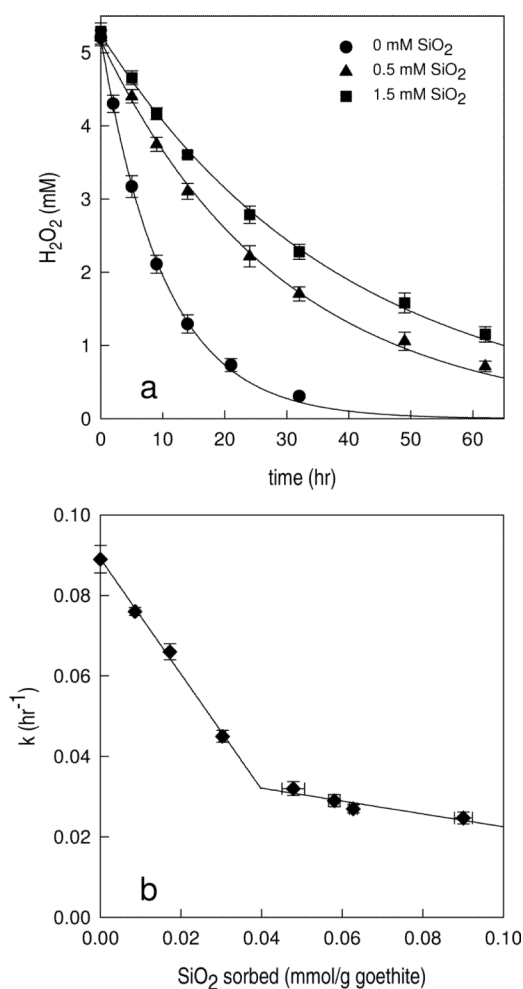 6
5
4
3
2
1
0
H₂O₂ (mM)
0 mM SiO₂
0.5 mM SiO₂
1.5 mM SiO₂
a
0 10 20 30 40 50 60
time (hr)
0.10
0.08
0.06
0.04
0.02
0.00
k (hr⁻¹)
b
0.00 0.02 0.04 0.06 0.08 0.10
SiO₂ sorbed (mmol/g goethite)